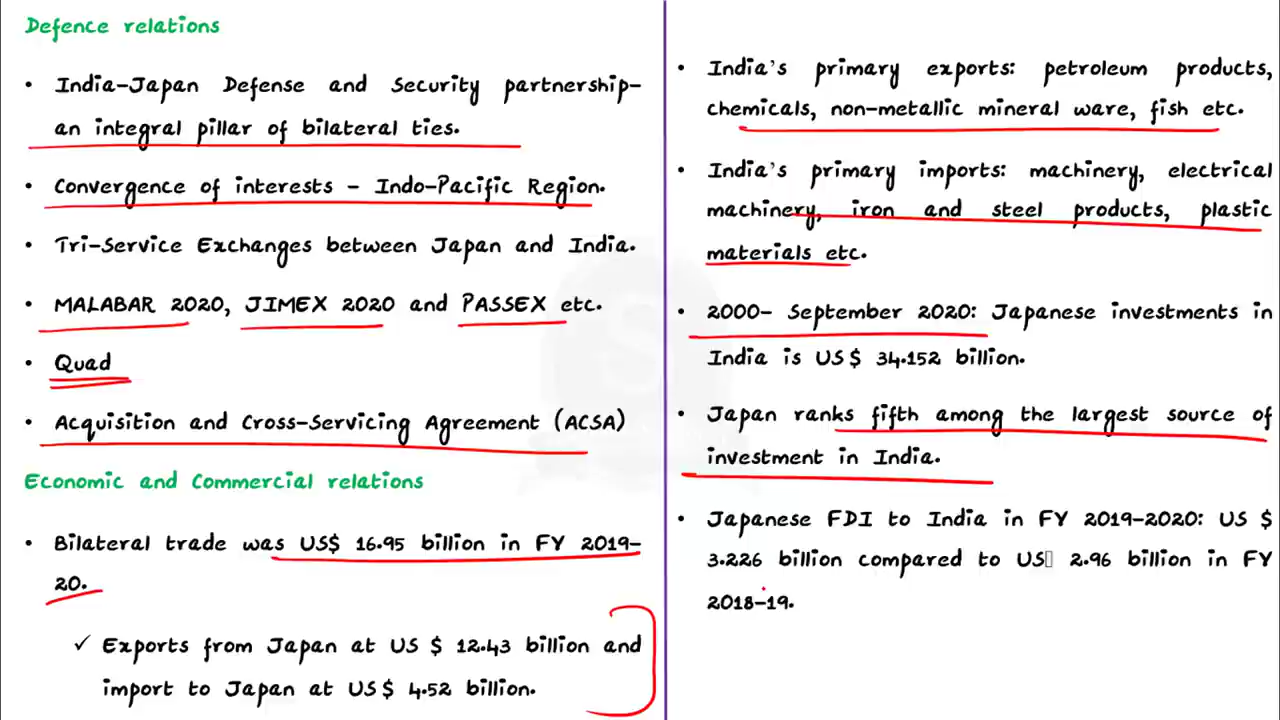 Defence relations
• India-Japan Defense and Security partnership-
an integral pillar of bilateral ties.
• Convergence of interests – Indo-Pacific Region.
• Tri-Service Exchanges between Japan and India.
• MALABAR 2020, JIMEX 2020 and PASSEX etc.
• Quad
• Acquisition and Cross-Servicing Agreement (ACSA)
Economic and Commercial relations
• Bilateral trade was US$ 16.95 billion in FY 2019-
20.
✓ Exports from Japan at US $ 12.43 billion and
import to Japan at US$ 4.52 billion.
• India's primary exports: petroleum products,
chemicals, non-metallic mineral ware, fish etc.
• India's primary imports: machinery, electrical
machinery, iron and steel products, plastic
materials etc.
• 2000- September 2020: Japanese investments in
India is US$ 34.152 billion.
• Japan ranks fifth among the largest source of
investment in India.
• Japanese FDI to India in FY 2019-2020: US $
3.226 billion compared to US▯ 2.96 billion in FY
2018-19.